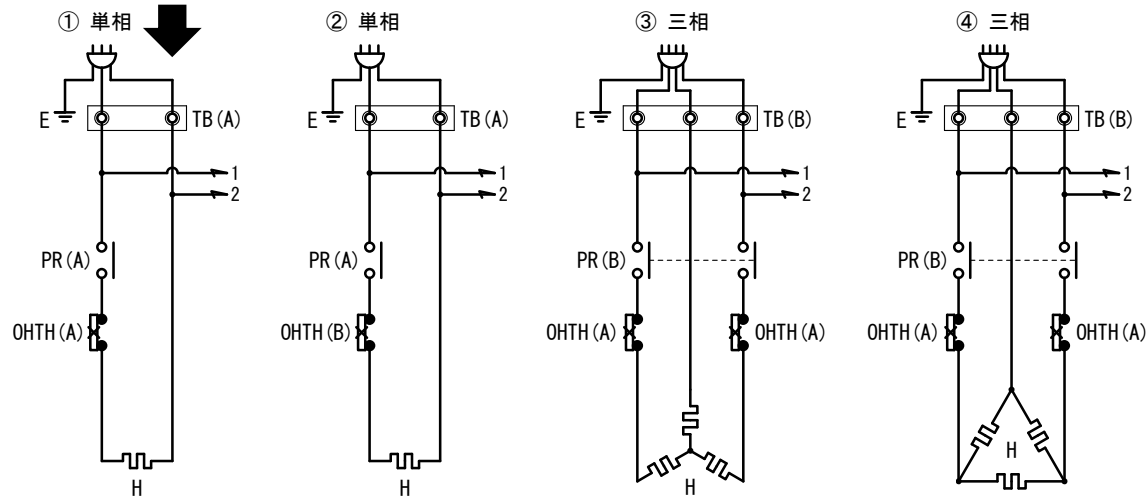 ① 単相
② 単相
③ 三相
④ 三相
E
TB(A)
E
TB(A)
E
TB(B)
E
TB(B)
1
1
1
1
2
2
2
2
PR(A)
PR(A)
PR(B)
PR(B)
OHTH(A)
OHTH(B)
OHTH(A)
OHTH(A)
OHTH(A)
OHTH(A)
H
H
H
H